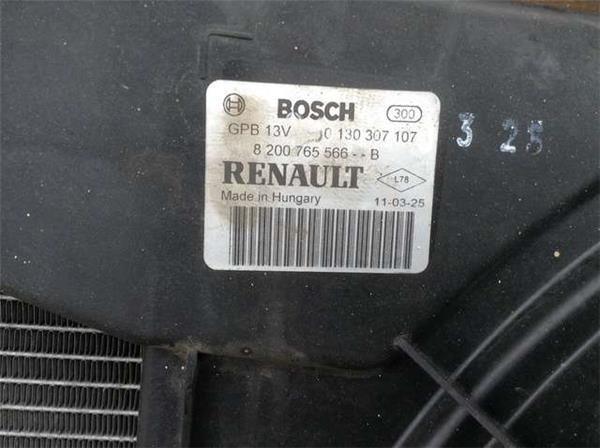 BOSCH 300
GPB 13V 0 130 307 107
8 200 765 566 - - B
RENAULT L78
Made in Hungary 11-03-25
3 25